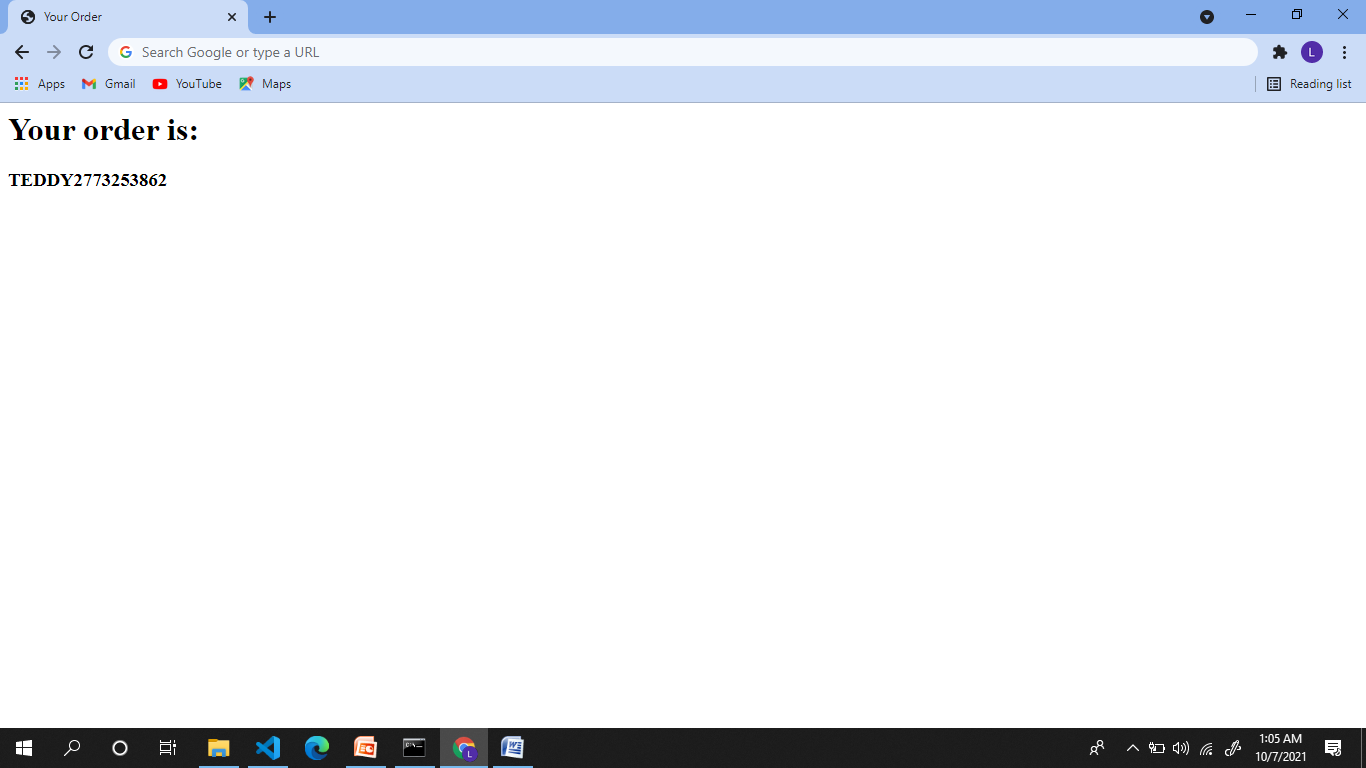 Your Order
Search Google or type a URL
L
Apps Gmail YouTube Maps Reading list
Your order is:
TEDDY2773253862
L
1:05 AM
10/7/2021